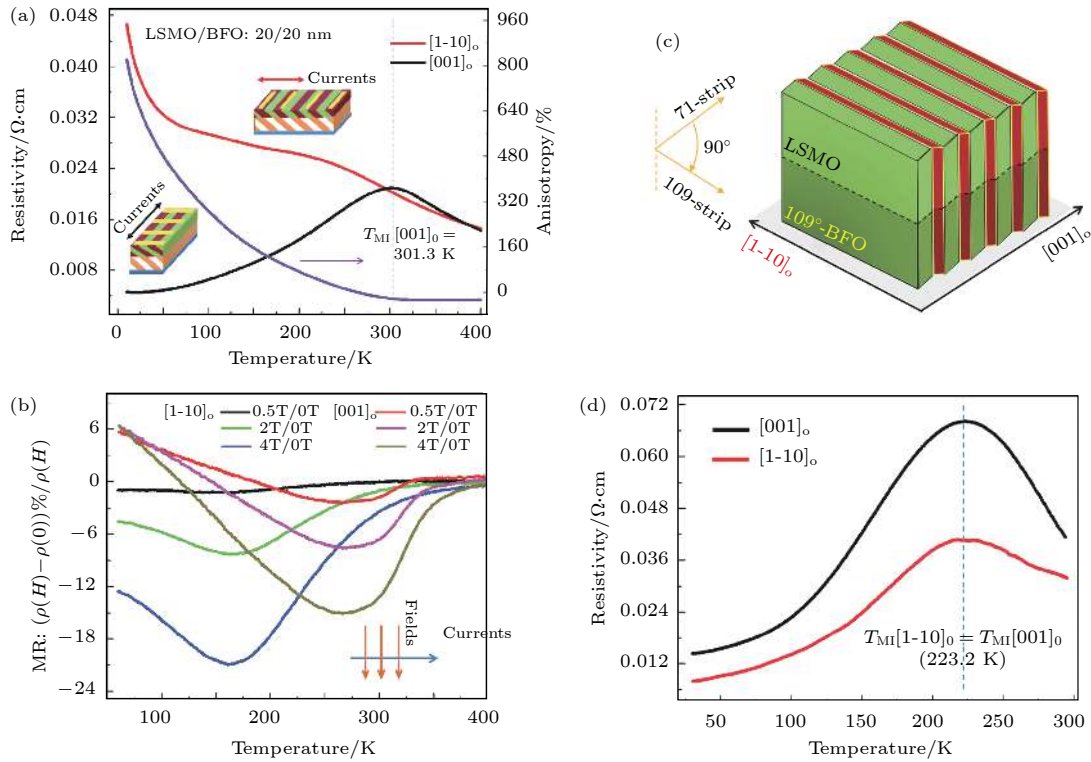 (a)
0.048
0.040
0.032
0.024
0.016
0.008
Resistivity/Ω·cm
LSMO/BFO: 20/20 nm
[1-10]o
[001]o
Currents
Currents
TMI [001]0 =
301.3 K
960
800
640
480
320
160
0
Anisotropy/%
0
100
200
300
400
Temperature/K
(b)
[1-10]o
0.5T/0T
[001]o
0.5T/0T
2T/0T
2T/0T
4T/0T
4T/0T
6
0
−6
−12
−18
−24
MR: (ρ(H)−ρ(0))%/ρ(H)
Fields
Currents
100
200
300
400
Temperature/K
(c)
71-strip
90°
109-strip
LSMO
109°-BFO
[1-10]o
[001]o
(d)
0.072
0.060
0.048
0.036
0.024
0.012
Resistivity/Ω·cm
[001]o
[1-10]o
TMI[1-10]0 = TMI[001]0
(223.2 K)
50
100
150
200
250
300
Temperature/K